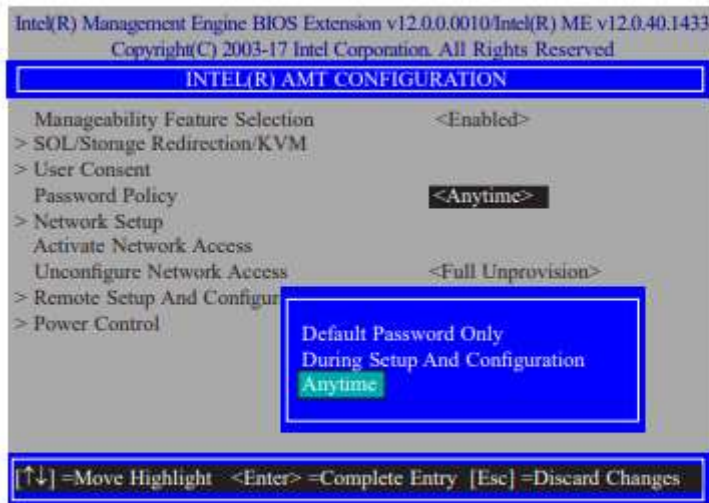 Intel(R) Management Engine BIOS Extension v12.0.0.0010/Intel(R) ME v12.0.40.1433
Copyright(C) 2003-17 Intel Corporation. All Rights Reserved
INTEL(R) AMT CONFIGURATION
Manageability Feature Selection <Enabled>
> SOL/Storage Redirection/KVM
> User Consent
Password Policy <Anytime>
> Network Setup
Activate Network Access
Unconfigure Network Access <Full Unprovision>
> Remote Setup And Configur
> Power Control
Default Password Only
During Setup And Configuration
Anytime
[↑↓] =Move Highlight <Enter> =Complete Entry [Esc] =Discard Changes